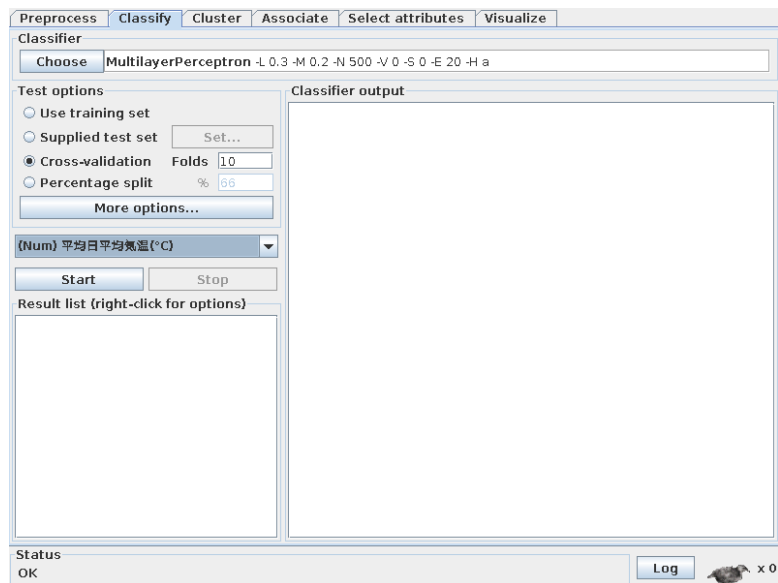 Preprocess Classify Cluster Associate Select attributes Visualize
Classifier
Choose MultilayerPerceptron -L 0.3 -M 0.2 -N 500 -V 0 -S 0 -E 20 -H a
Test options
Use training set
Supplied test set Set...
Cross-validation Folds 10
Percentage split % 66
More options...
(Num) 平均日平均気温(°C)
Start Stop
Result list (right-click for options)
Classifier output
Status
OK
Log x 0